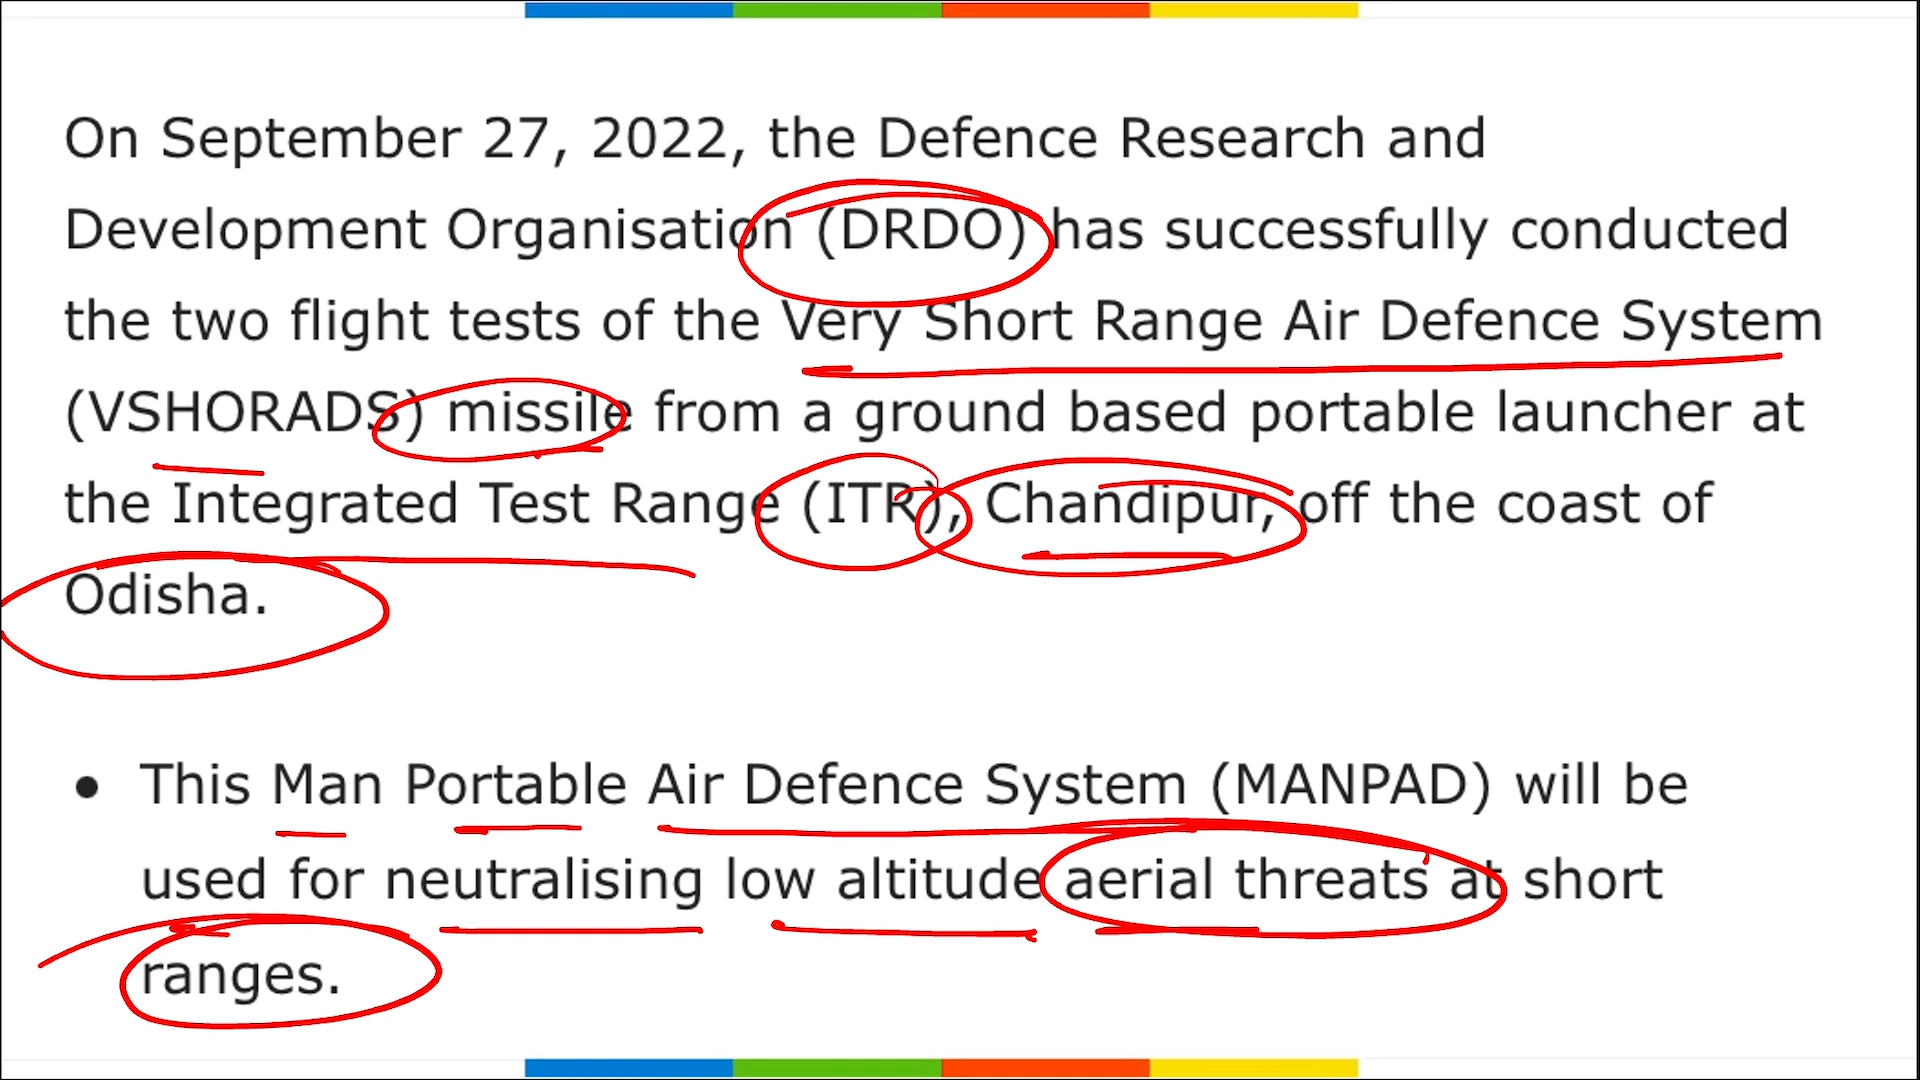 On September 27, 2022, the Defence Research and
Development Organisation (DRDO) has successfully conducted
the two flight tests of the Very Short Range Air Defence System
(VSHORADS) missile from a ground based portable launcher at
the Integrated Test Range (ITR), Chandipur, off the coast of
Odisha.
• This Man Portable Air Defence System (MANPAD) will be
used for neutralising low altitude aerial threats at short
ranges.